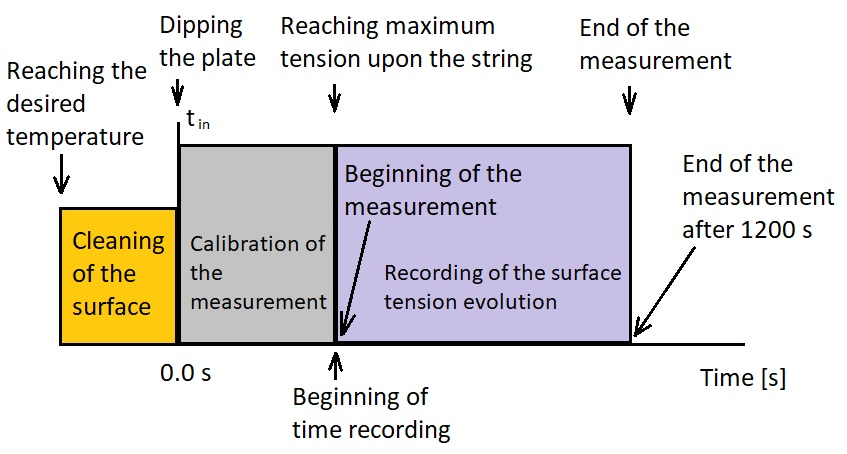 Dipping
the plate
Reaching maximum
tension upon the string
End of the
measurement
Reaching the
desired
temperature
t in
End of the
measurement
after 1200 s
Beginning of the
measurement
Cleaning
of the
surface
Calibration of
the
measurement
Recording of the surface
tension evolution
0.0 s
Time [s]
Beginning of
time recording